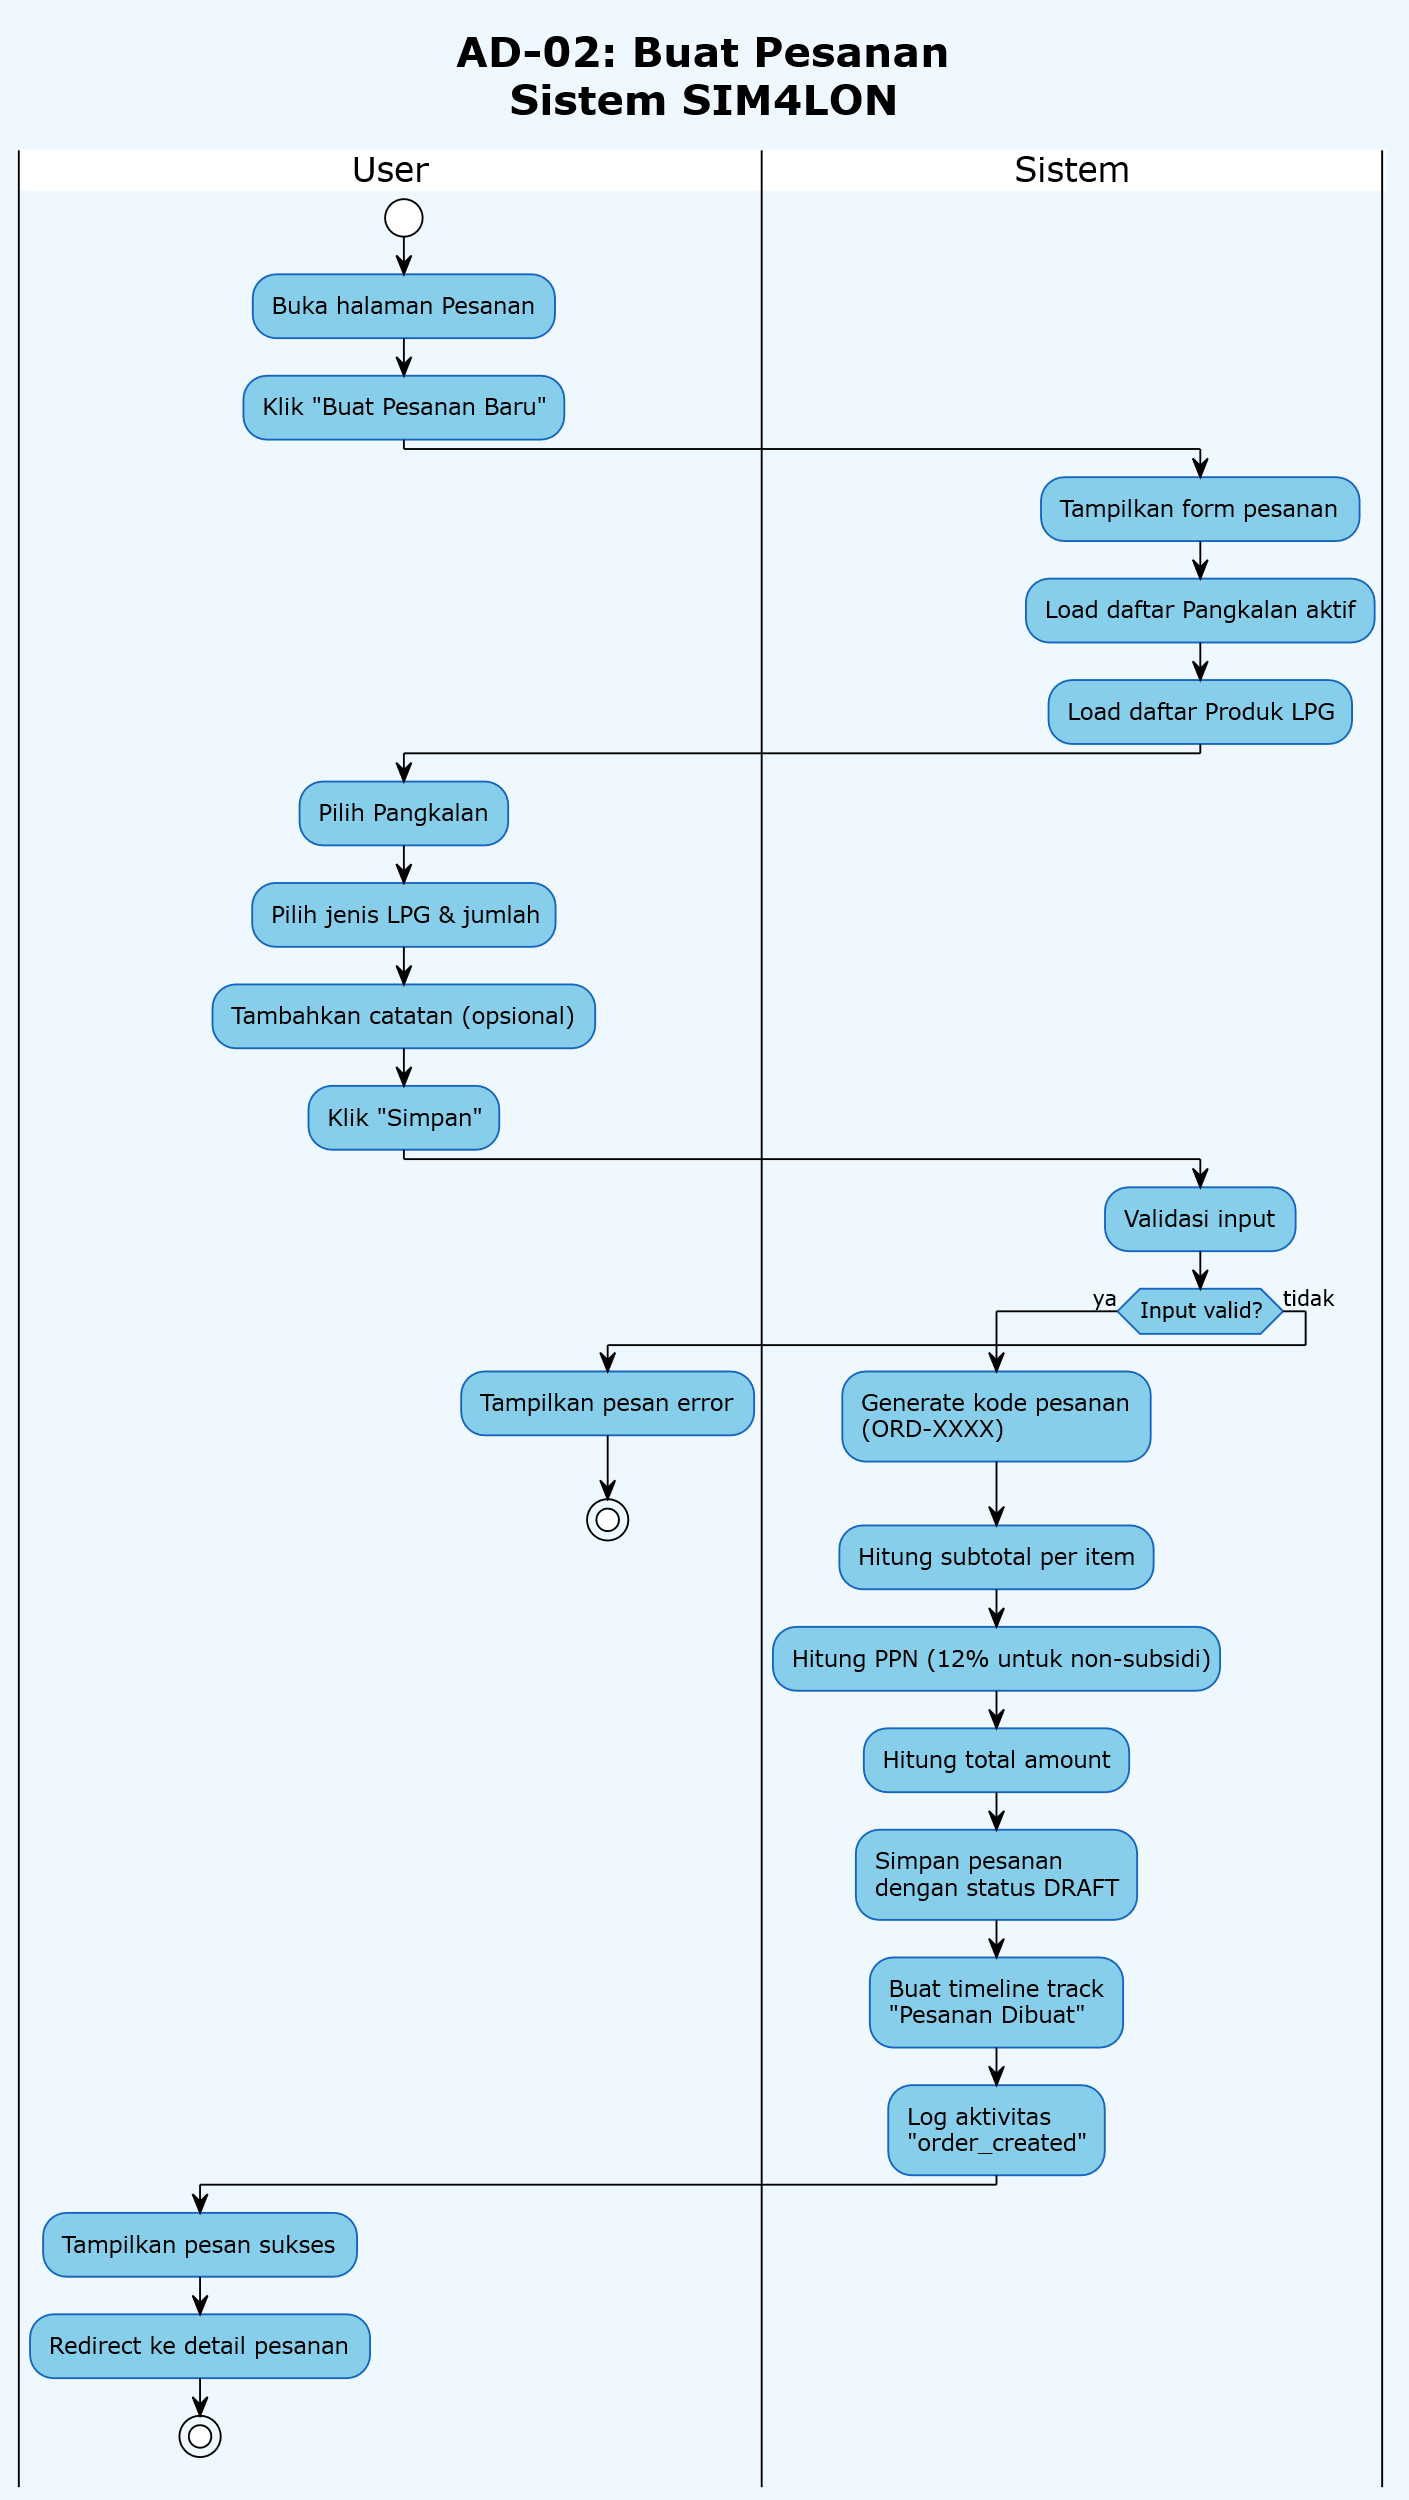 AD-02: Buat Pesanan
Sistem SIM4LON
User
Sistem
Buka halaman Pesanan
Klik "Buat Pesanan Baru"
Tampilkan form pesanan
Load daftar Pangkalan aktif
Load daftar Produk LPG
Pilih Pangkalan
Pilih jenis LPG & jumlah
Tambahkan catatan (opsional)
Klik "Simpan"
Validasi input
ya
Input valid?
tidak
Tampilkan pesan error
Generate kode pesanan
(ORD-XXXX)
Hitung subtotal per item
Hitung PPN (12% untuk non-subsidi)
Hitung total amount
Simpan pesanan
dengan status DRAFT
Buat timeline track
"Pesanan Dibuat"
Log aktivitas
"order_created"
Tampilkan pesan sukses
Redirect ke detail pesanan